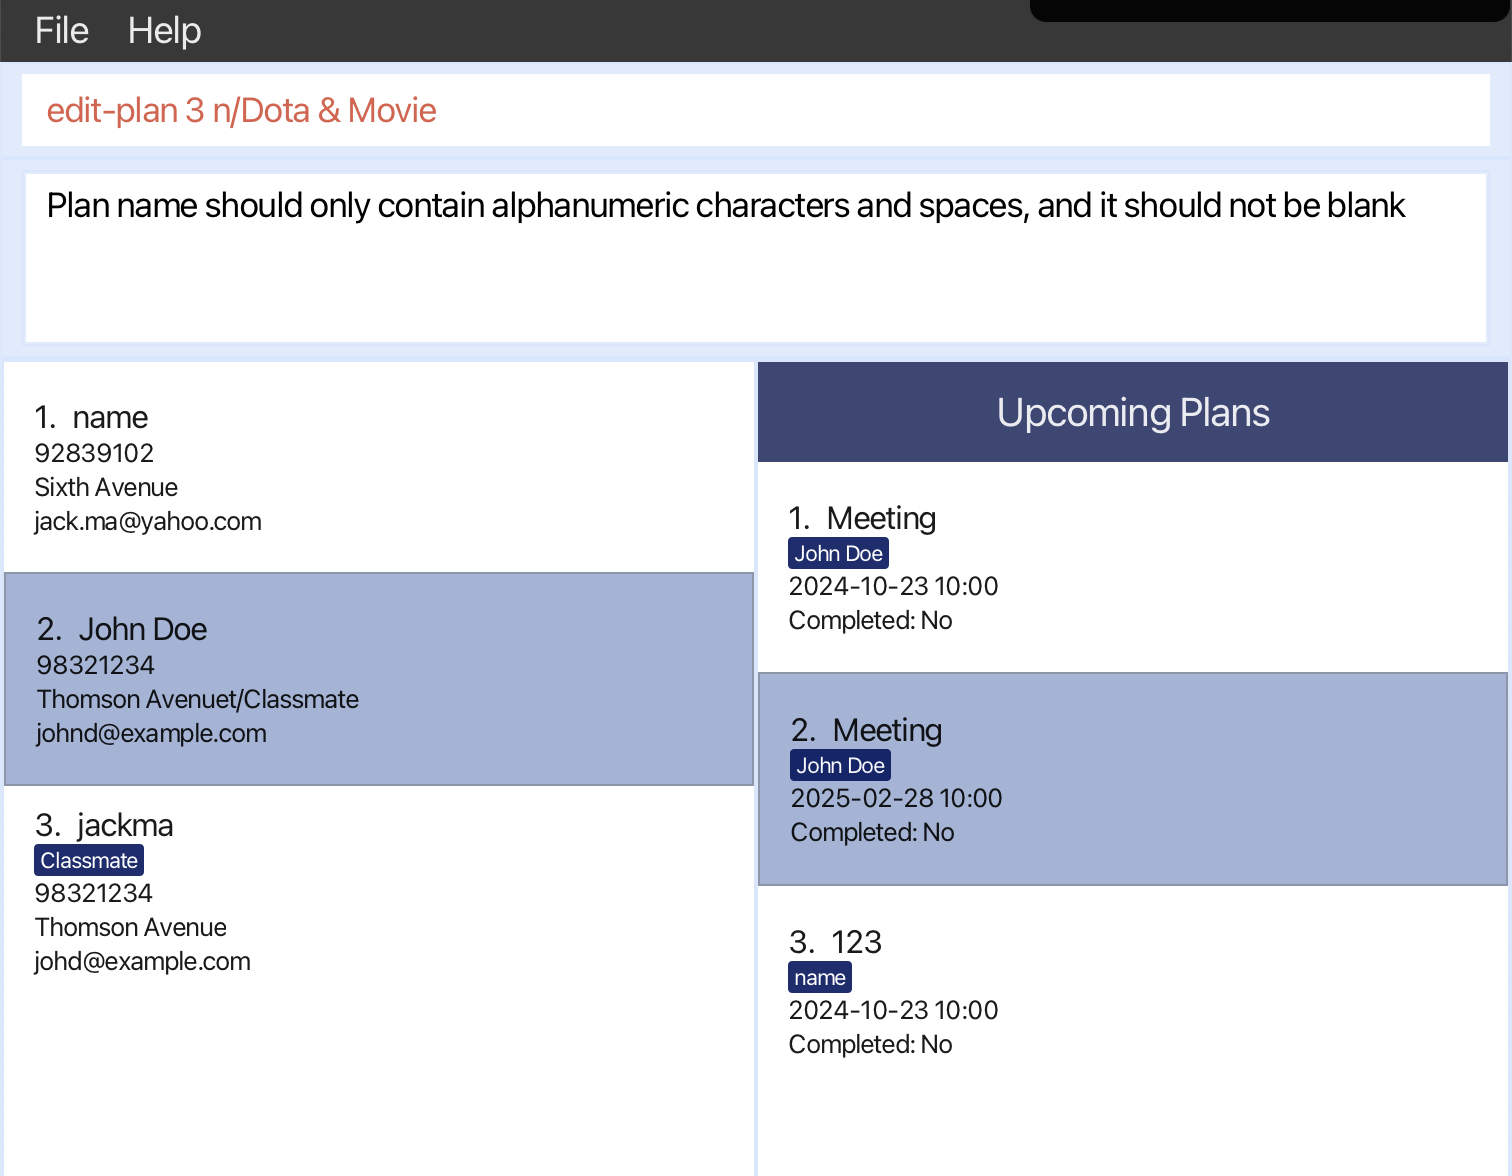 File Help
edit-plan 3 n/Dota & Movie
Plan name should only contain alphanumeric characters and spaces, and it should not be blank
1. name
92839102
Sixth Avenue
jack.ma@yahoo.com
2. John Doe
98321234
Thomson Avenuet/Classmate
johnd@example.com
3. jackma
Classmate
98321234
Thomson Avenue
johd@example.com
Upcoming Plans
1. Meeting
John Doe
2024-10-23 10:00
Completed: No
2. Meeting
John Doe
2025-02-28 10:00
Completed: No
3. 123
name
2024-10-23 10:00
Completed: No